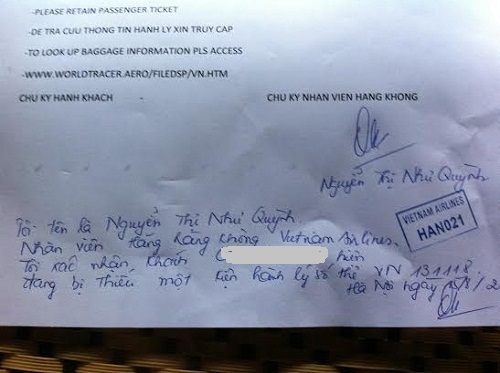 -PLEASE RETAIN PASSENGER TICKET
-DE TRA CUU THONG TIN HANH LY XIN TRUY CAP
-TO LOOK UP BAGGAGE INFORMATION PLS ACCESS
-WWW.WORLDTRACER.AERO/FILEDSP/VN.HTM
CHU KY HANH KHACH
CHU KY NHAN VIEN HANG KHONG
Nguyễn Thị Như Quỳnh
VIETNAM AIRLINES
HAN021
Tôi tên là Nguyễn Thị Như Quỳnh.
Nhân viên hãng hàng không Vietnam Airlines.
Tôi xác nhận, khách hiện
đang bị thiếu một kiện hành lý số thẻ VN 131118.
Hà Nội ngày